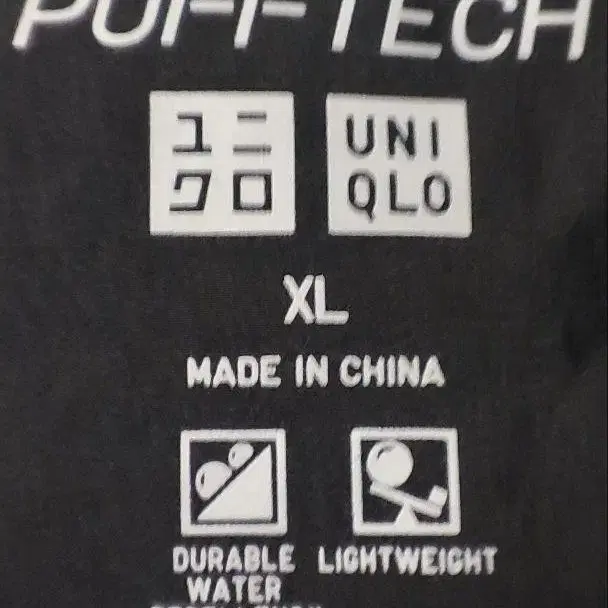 PUFFTECH
ユニ
クロ
UNI
QLO
XL
MADE IN CHINA
DURABLE
WATER
LIGHTWEIGHT